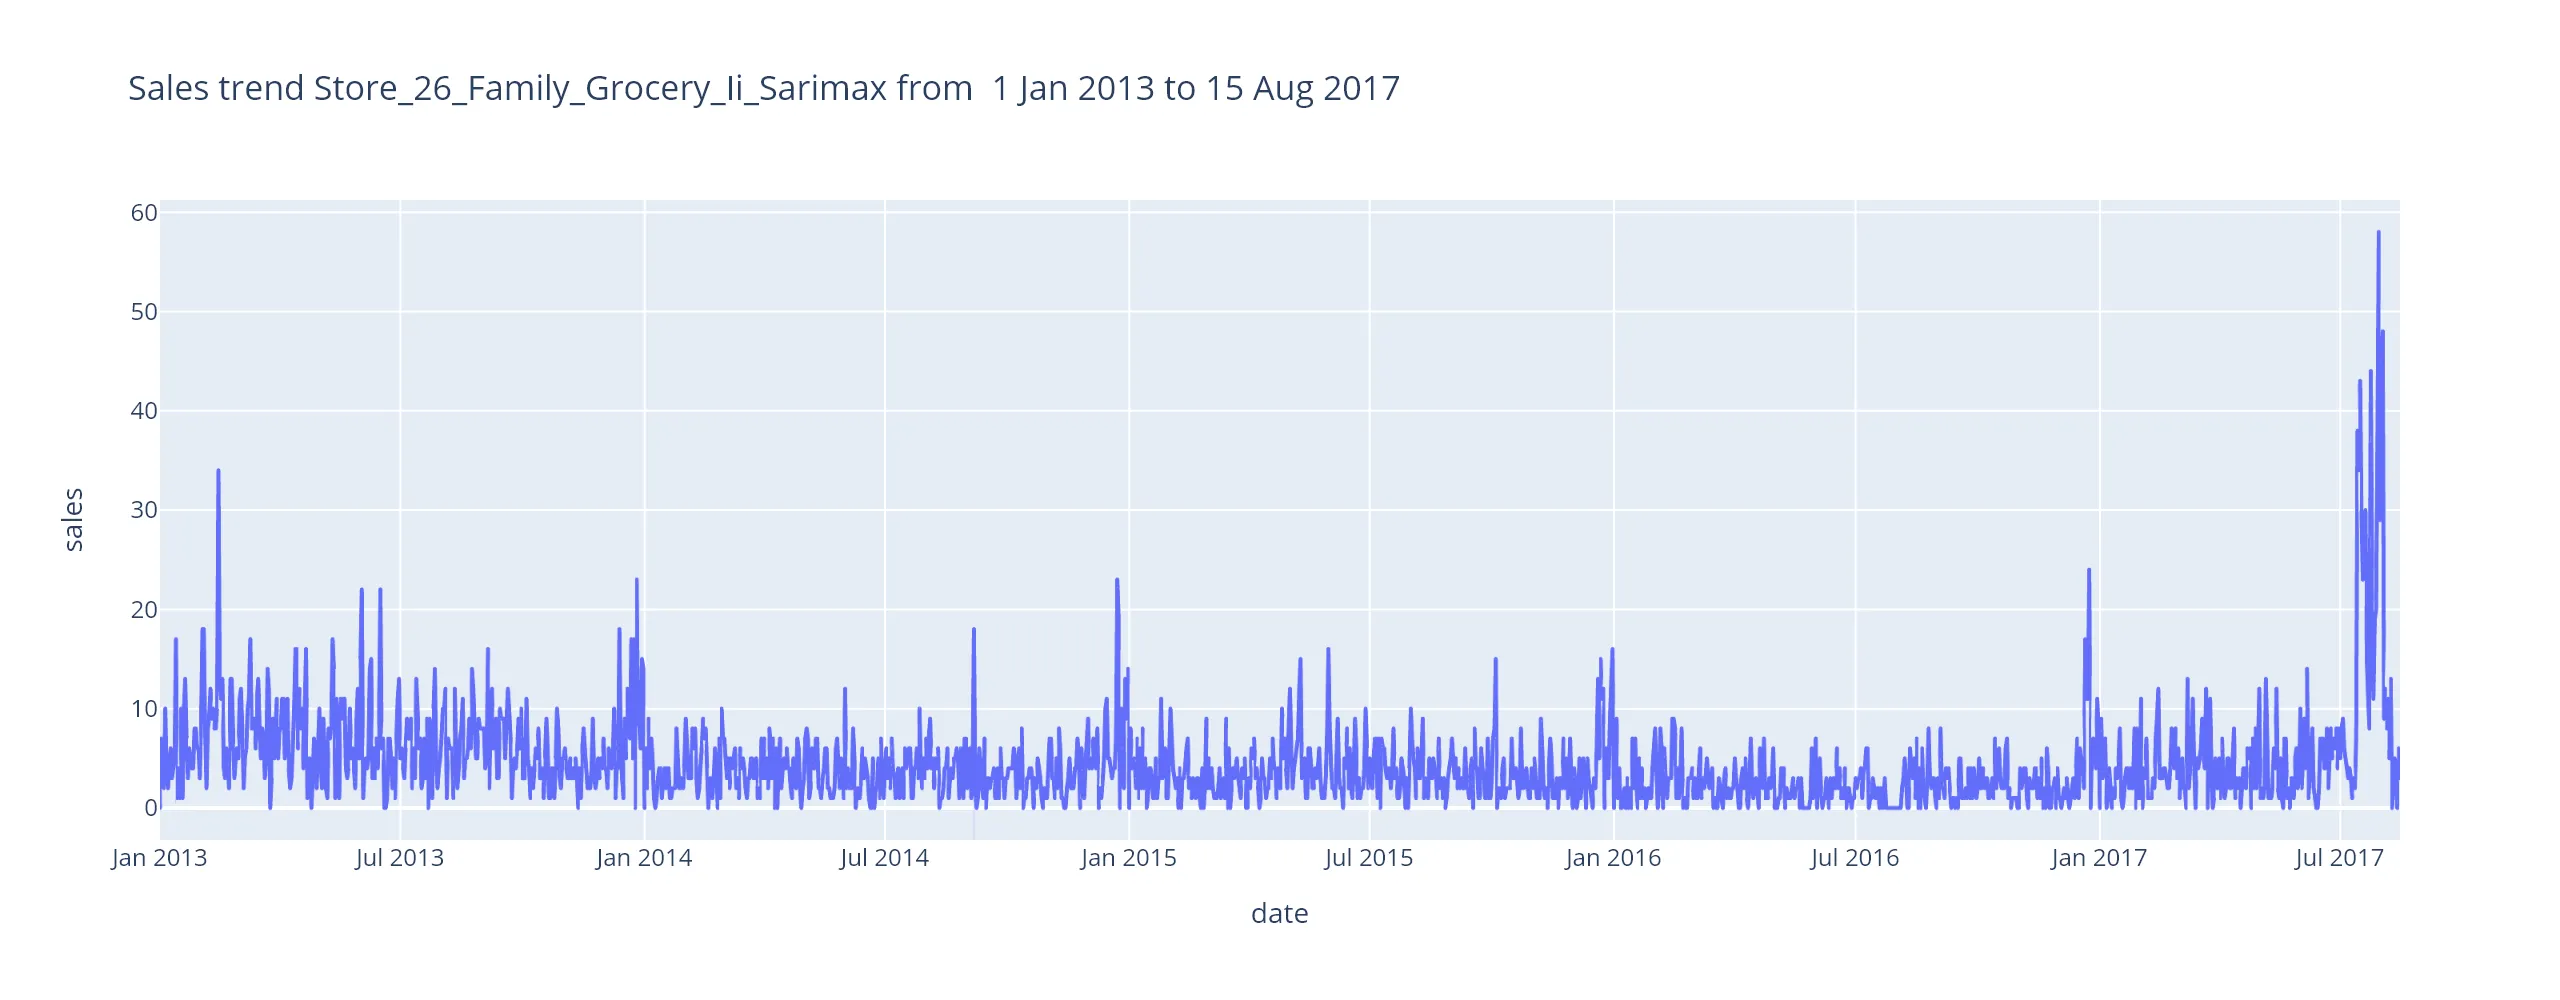 Sales trend Store_26_Family_Grocery_Ii_Sarimax from  1 Jan 2013 to 15 Aug 2017
60
50
40
30
20
10
0
sales
Jan 2013 Jul 2013 Jan 2014 Jul 2014 Jan 2015 Jul 2015 Jan 2016 Jul 2016 Jan 2017 Jul 2017
date